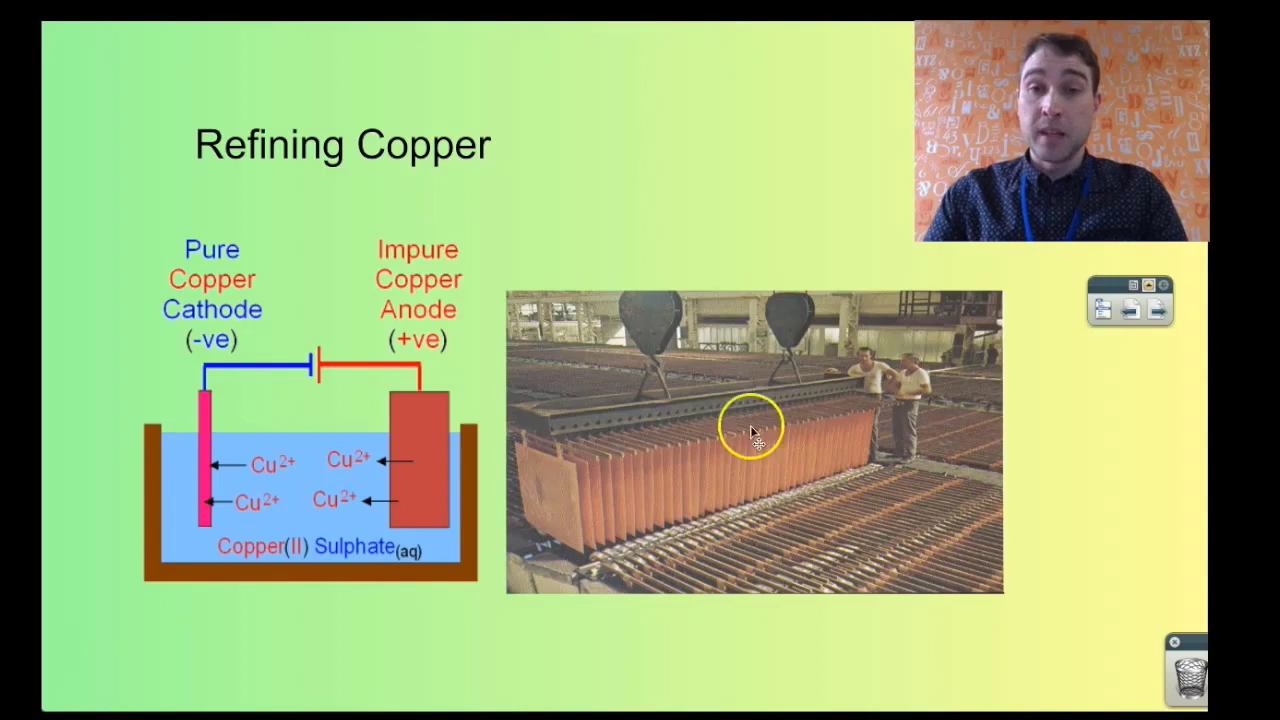 Refining Copper
Pure
Copper
Cathode
(-ve)
Impure
Copper
Anode
(+ve)
Cu2+
Cu2+
Cu2+
Cu2+
Copper(II) Sulphate(aq)